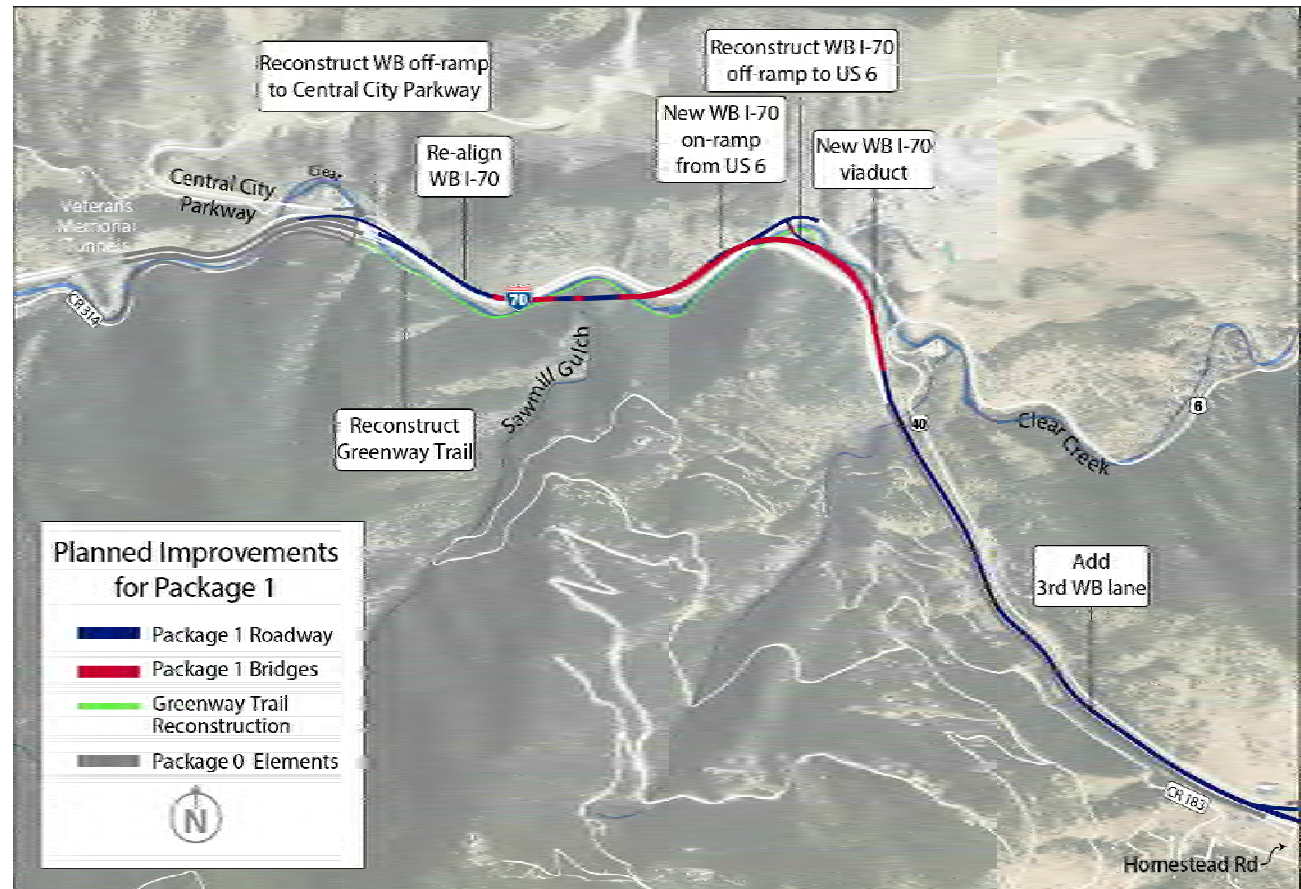 Reconstruct WB off-ramp
to Central City Parkway
Reconstruct WB I-70
off-ramp to US 6
New WB I-70
on-ramp
from US 6
New WB I-70
viaduct
Re-align
WB I-70
Central City
Parkway
Clear
Veterans
Memorial
Tunnels
CR 314
70
Sawmill Gulch
Reconstruct
Greenway Trail
40
6
Clear Creek
Add
3rd WB lane
CR 183
Homestead Rd
Planned Improvements
for Package 1
Package 1 Roadway
Package 1 Bridges
Greenway Trail
Reconstruction
Package 0 Elements
N